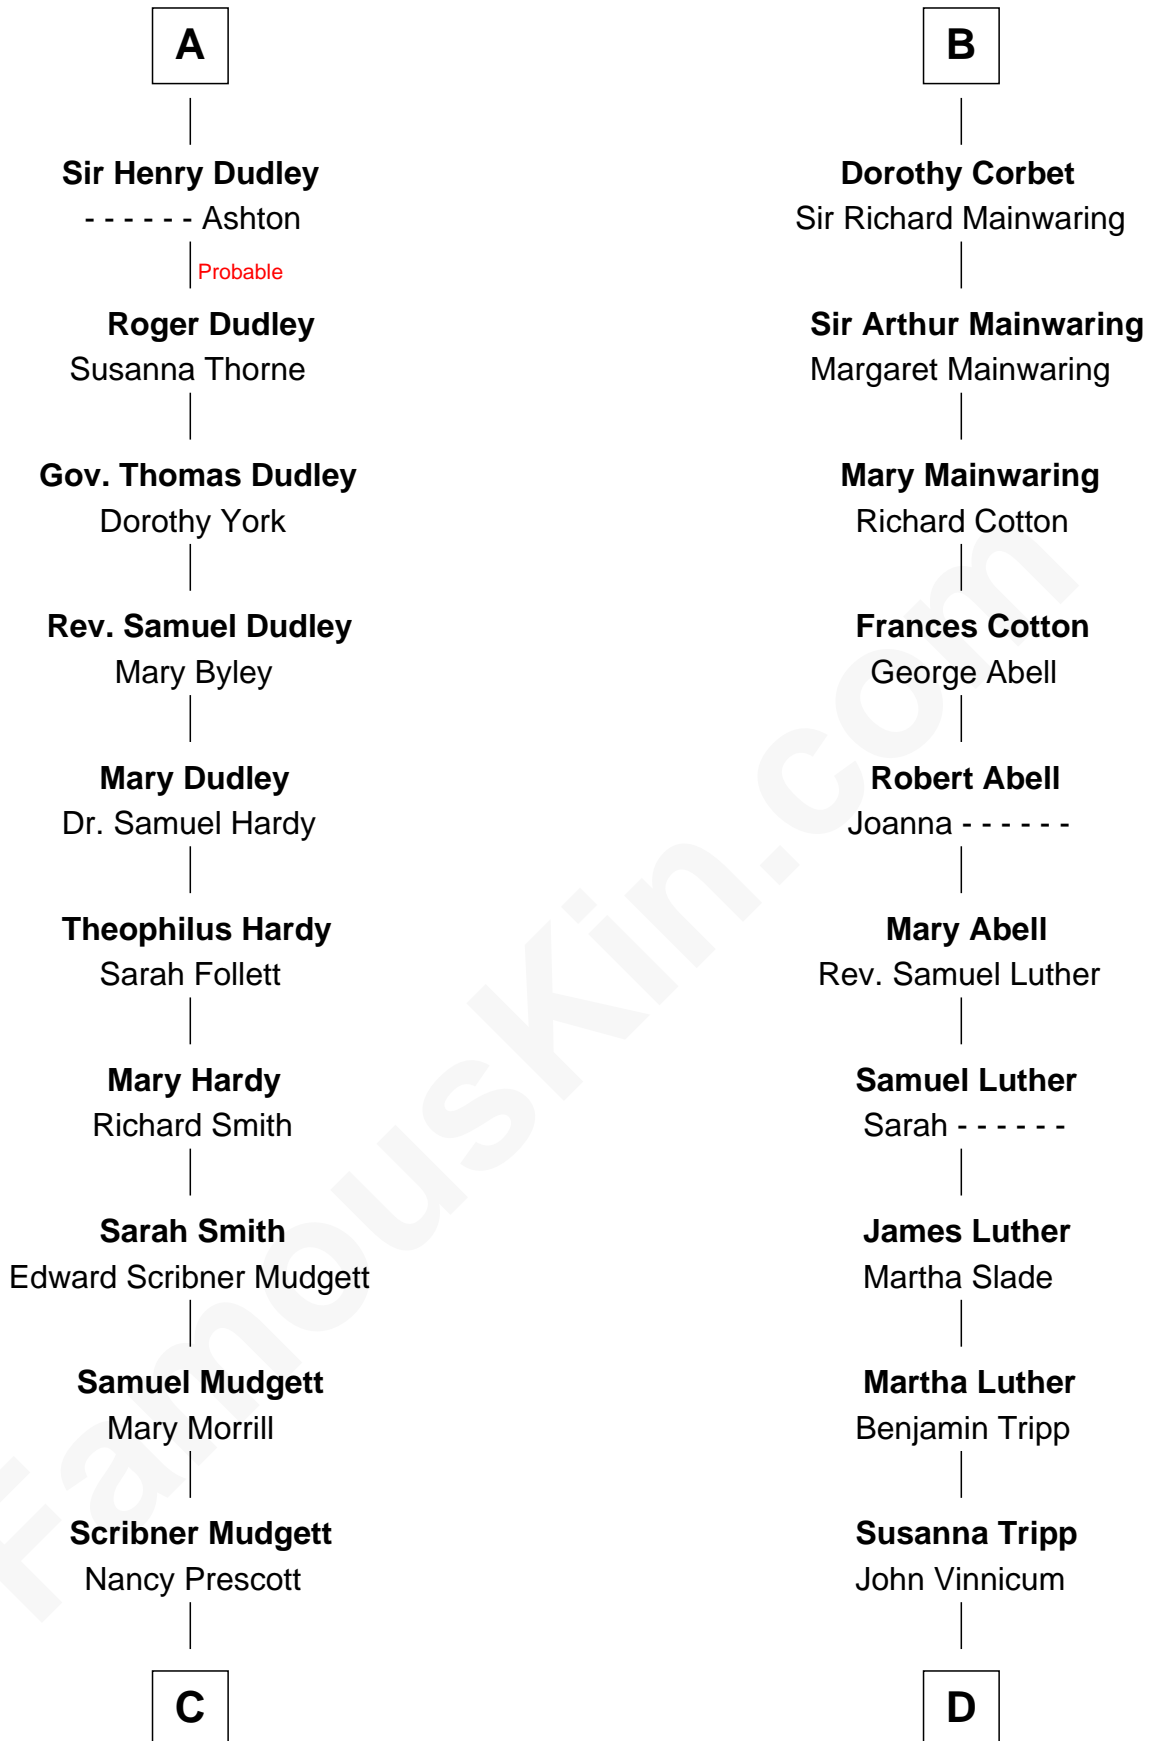 A
Sir Henry Dudley
- - - - - - Ashton
Probable
Roger Dudley
Susanna Thorne
Gov. Thomas Dudley
Dorothy York
Rev. Samuel Dudley
Mary Byley
Mary Dudley
Dr. Samuel Hardy
Theophilus Hardy
Sarah Follett
Mary Hardy
Richard Smith
Sarah Smith
Edward Scribner Mudgett
Samuel Mudgett
Mary Morrill
Scribner Mudgett
Nancy Prescott
C
B
Dorothy Corbet
Sir Richard Mainwaring
Sir Arthur Mainwaring
Margaret Mainwaring
Mary Mainwaring
Richard Cotton
Frances Cotton
George Abell
Robert Abell
Joanna - - - - - -
Mary Abell
Rev. Samuel Luther
Samuel Luther
Sarah - - - - - -
James Luther
Martha Slade
Martha Luther
Benjamin Tripp
Susanna Tripp
John Vinnicum
D
FamousKin.com